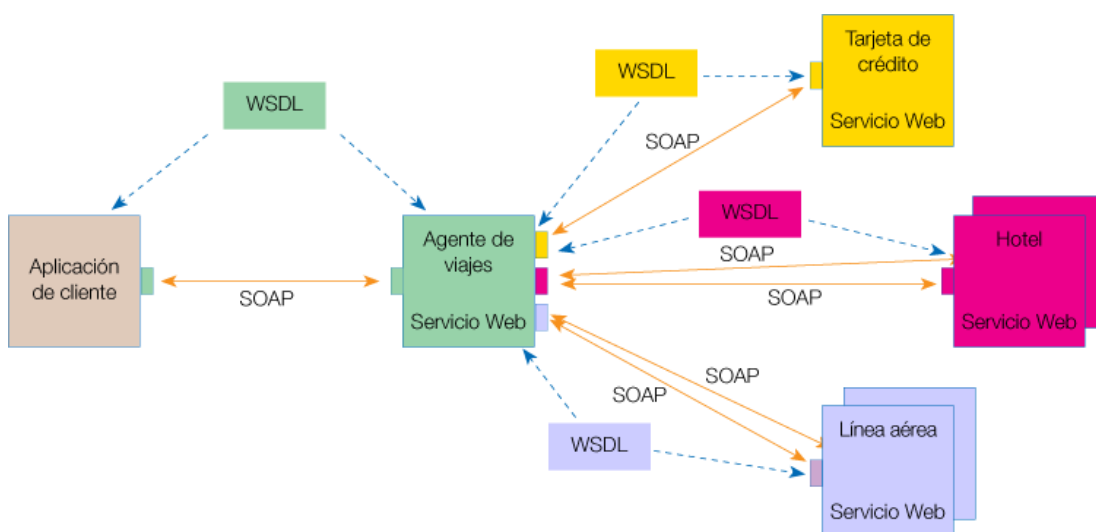 Tarjeta de
crédito
Servicio Web
WSDL
WSDL
SOAP
WSDL
Aplicación
de cliente
SOAP
Agente de
viajes
Servicio Web
SOAP
SOAP
Hotel
Servicio Web
SOAP
SOAP
WSDL
Línea aérea
Servicio Web